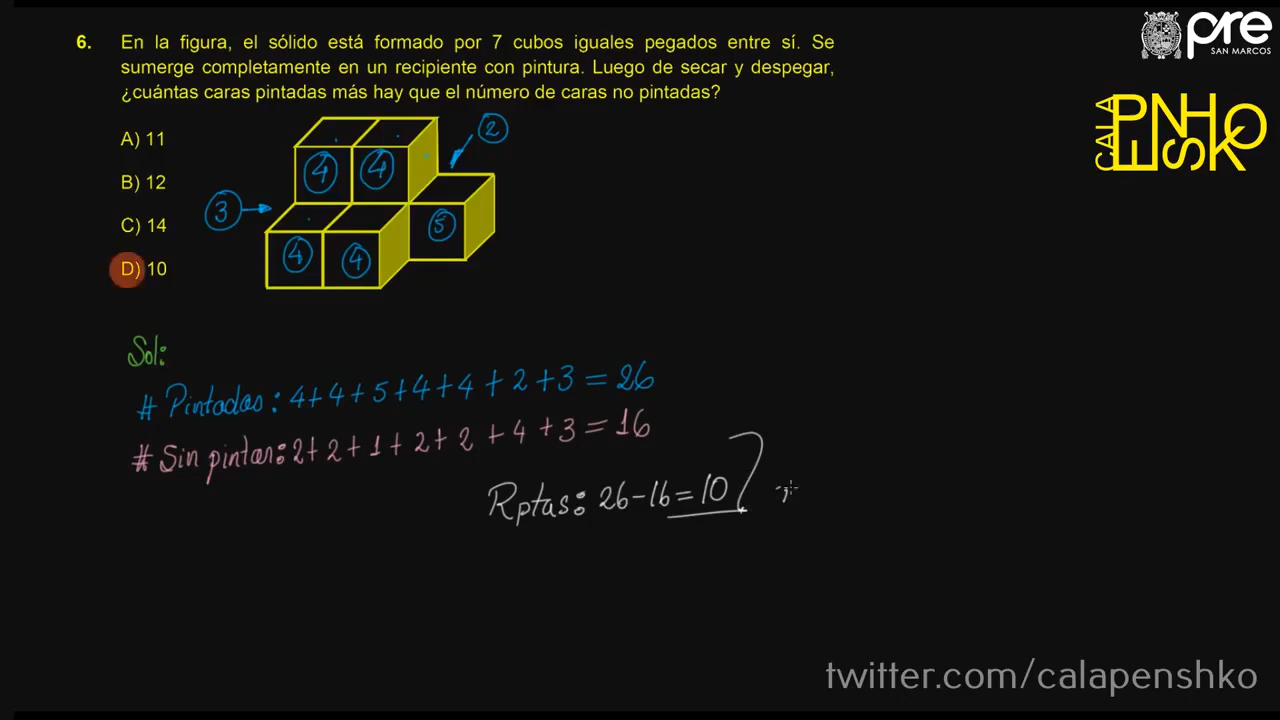 6. En la figura, el sólido está formado por 7 cubos iguales pegados entre sí. Se
sumerge completamente en un recipiente con pintura. Luego de secar y despegar,
¿cuántas caras pintadas más hay que el número de caras no pintadas?
A) 11
B) 12
C) 14
D) 10
2
4 4
3
5
4 4
Sol:
# Pintadas: 4+4+5+4+4+2+3=26
# Sin pintar: 2+2+1+2+2+4+3=16
Rptas: 26-16=10
pre
SAN MARCOS
CALA
PENSHKO
twitter.com/calapenshko